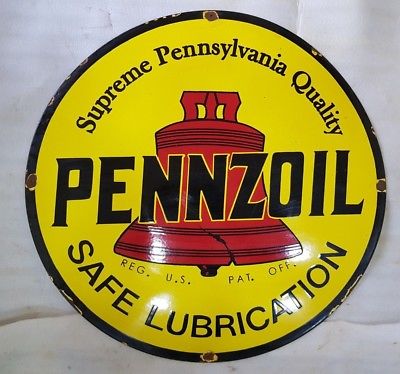 Supreme Pennsylvania Quality
PENNZOIL
REG. U.S. PAT. OFF.
SAFE LUBRICATION